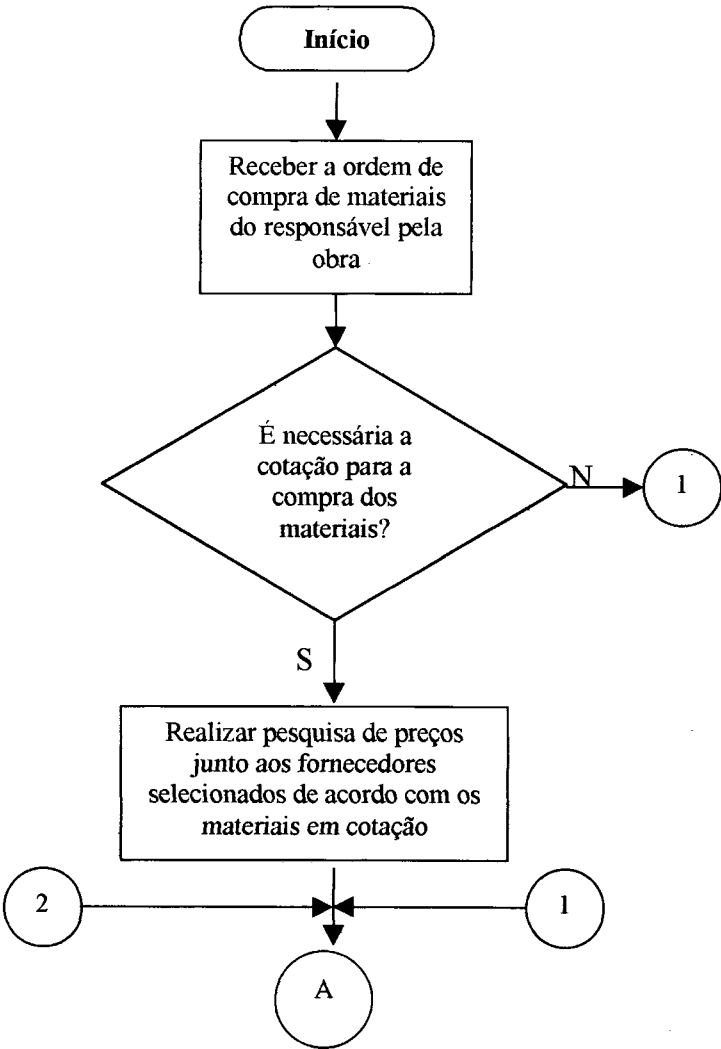 Início
Receber a ordem de
compra de materiais
do responsável pela
obra
É necessária a
cotação para a
compra dos
materiais?
N
1
S
Realizar pesquisa de preços
junto aos fornecedores
selecionados de acordo com os
materiais em cotação
2
1
A